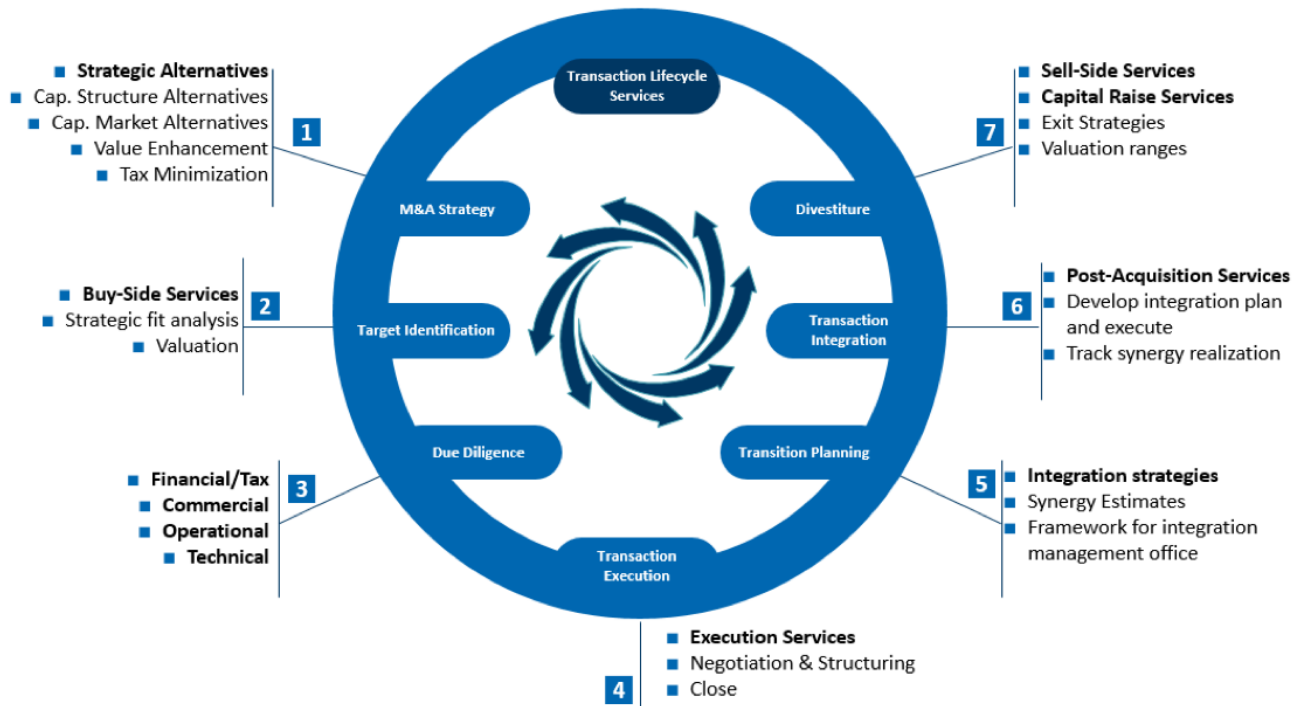 Transaction Lifecycle
Services
1
Strategic Alternatives
Cap. Structure Alternatives
Cap. Market Alternatives
Value Enhancement
Tax Minimization
M&A Strategy
2
Buy-Side Services
Strategic fit analysis
Valuation
Target Identification
3
Financial/Tax
Commercial
Operational
Technical
Due Diligence
4
Execution Services
Negotiation & Structuring
Close
Transaction
Execution
5
Integration strategies
Synergy Estimates
Framework for integration
management office
Transition Planning
6
Post-Acquisition Services
Develop integration plan
and execute
Track synergy realization
Transaction
Integration
7
Sell-Side Services
Capital Raise Services
Exit Strategies
Valuation ranges
Divestiture